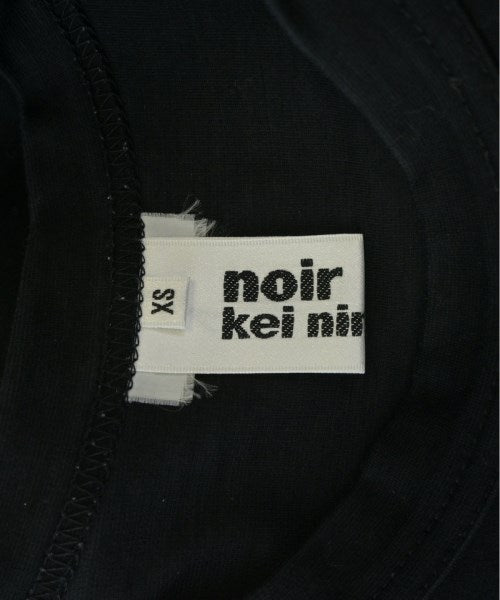 noir
kei nin
XS